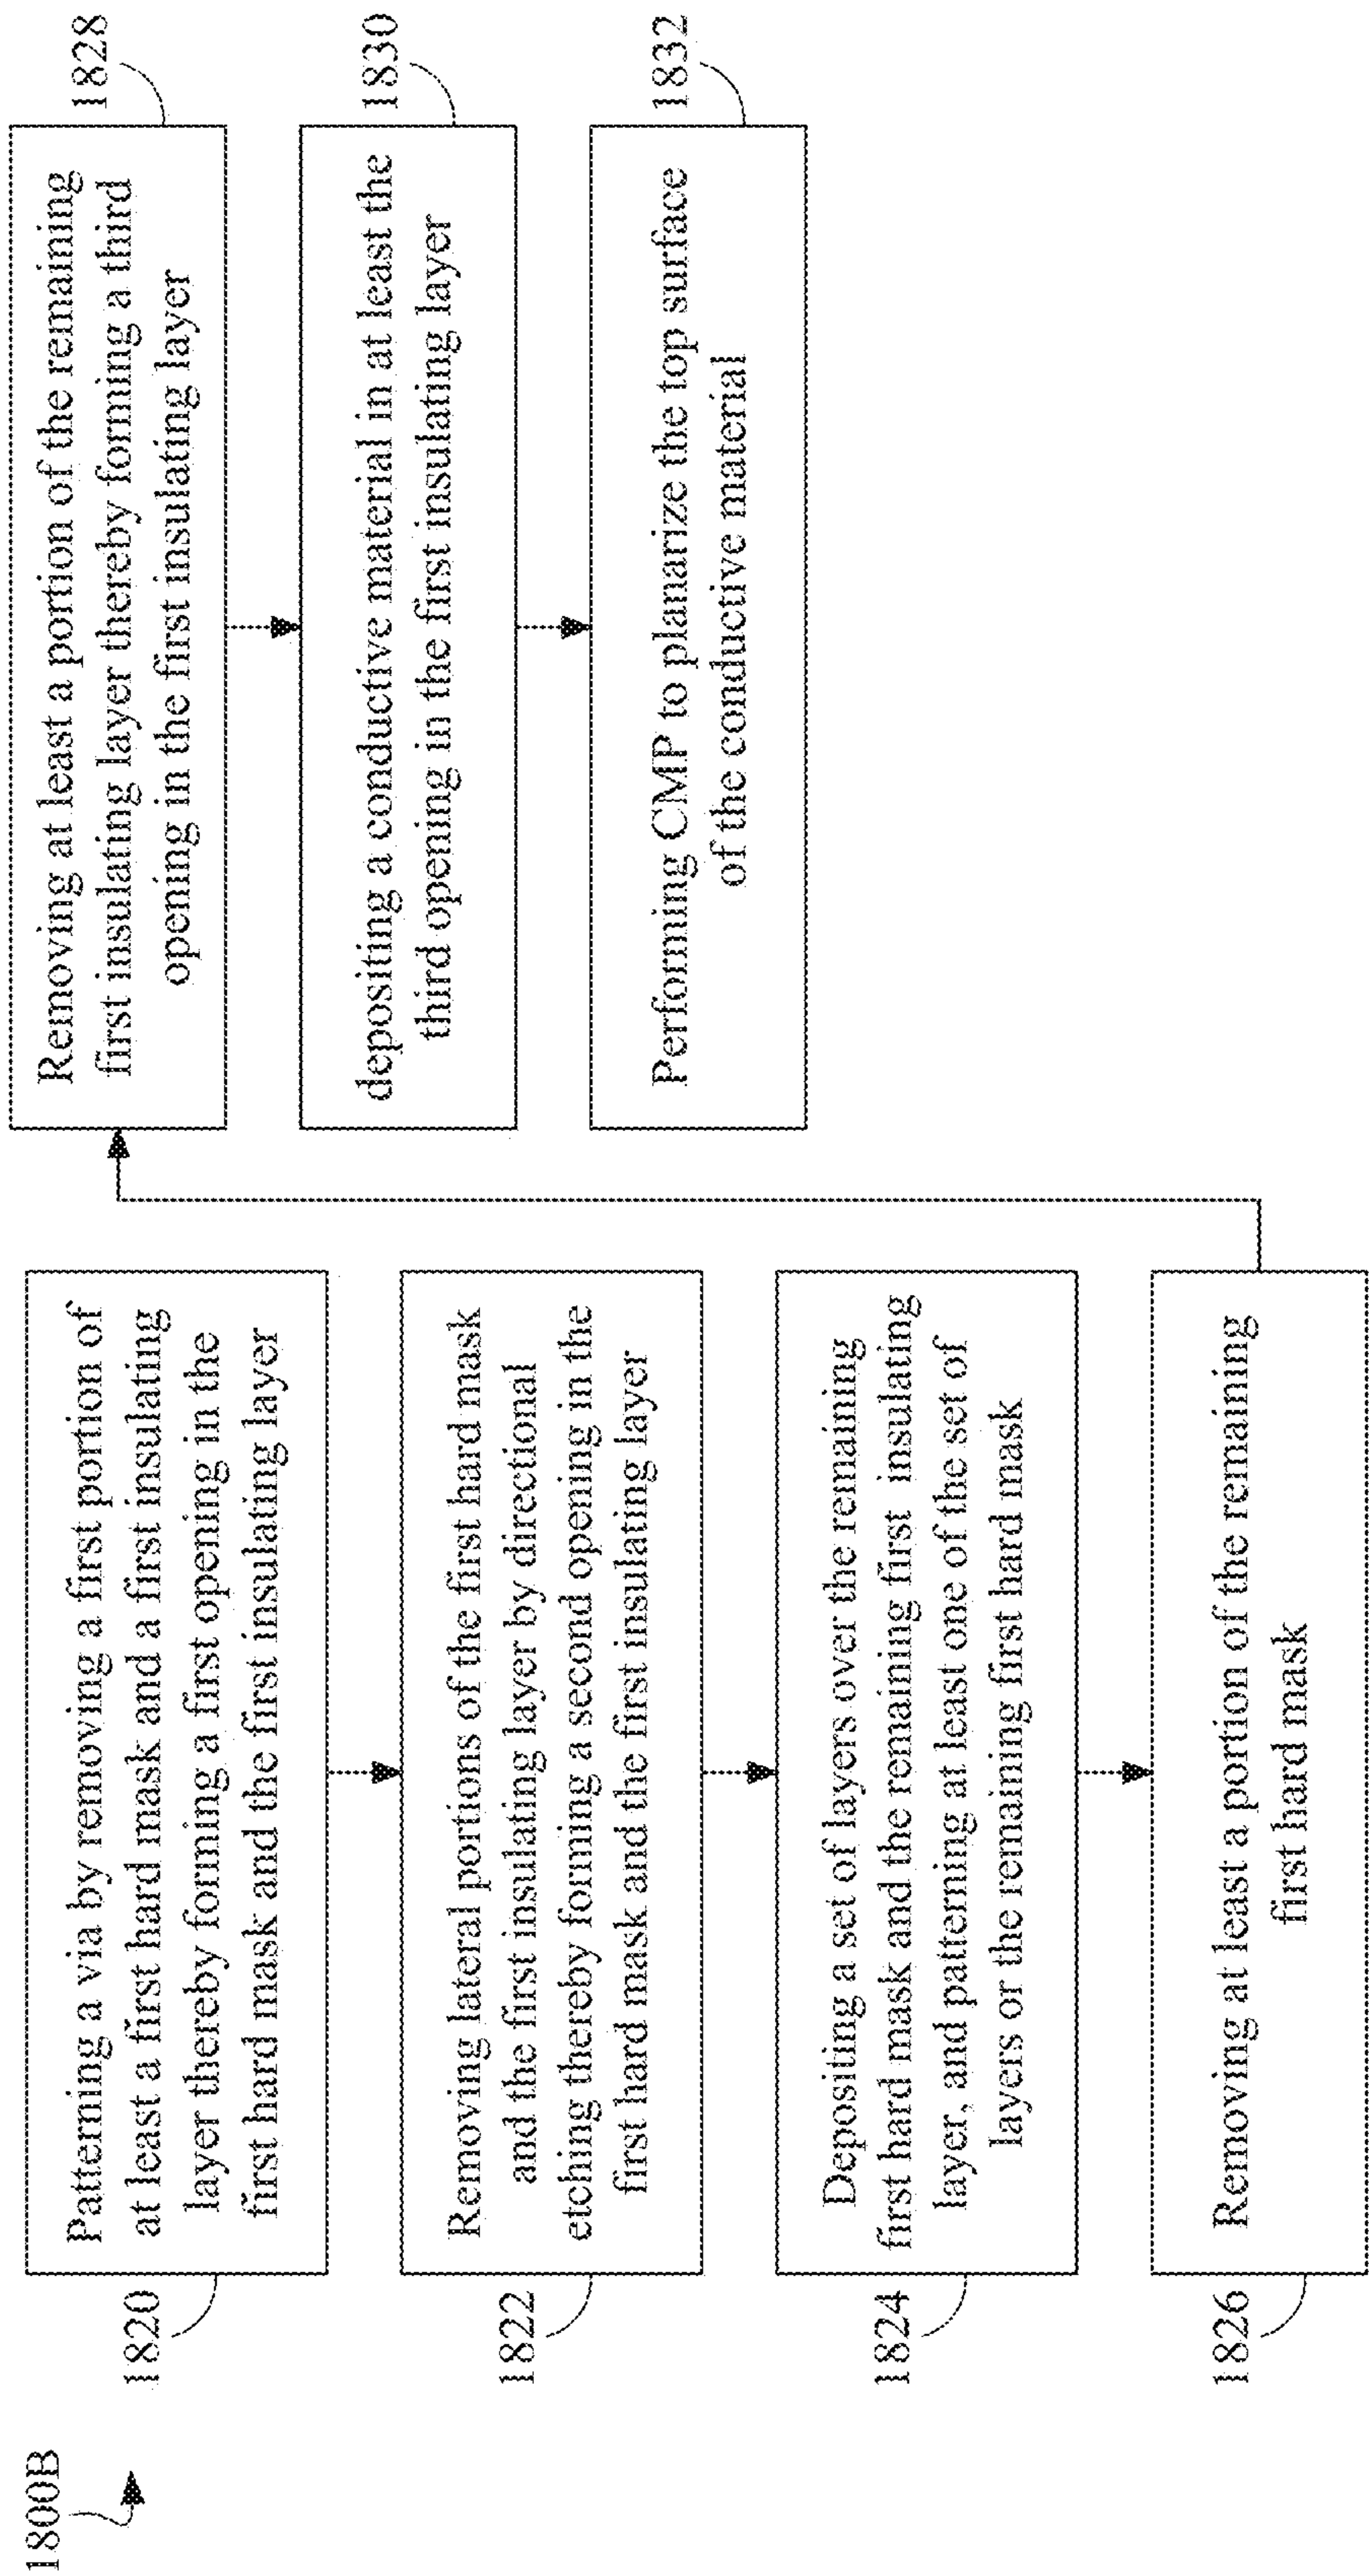 1800B
1820
Patterning a via by removing a first portion of
at least a first hard mask and a first insulating
layer thereby forming a first opening in the
first hard mask and the first insulating layer
1822
Removing lateral portions of the first hard mask
and the first insulating layer by directional
etching thereby forming a second opening in the
first hard mask and the first insulating layer
1824
Depositing a set of layers over the remaining
first hard mask and the remaining first insulating
layer, and patterning at least one of the set of
layers or the remaining first hard mask
1826
Removing at least a portion of the remaining
first hard mask
1828
Removing at least a portion of the remaining
first insulating layer thereby forming a third
opening in the first insulating layer
1830
depositing a conductive material in at least the
third opening in the first insulating layer
1832
Performing CMP to planarize the top surface
of the conductive material